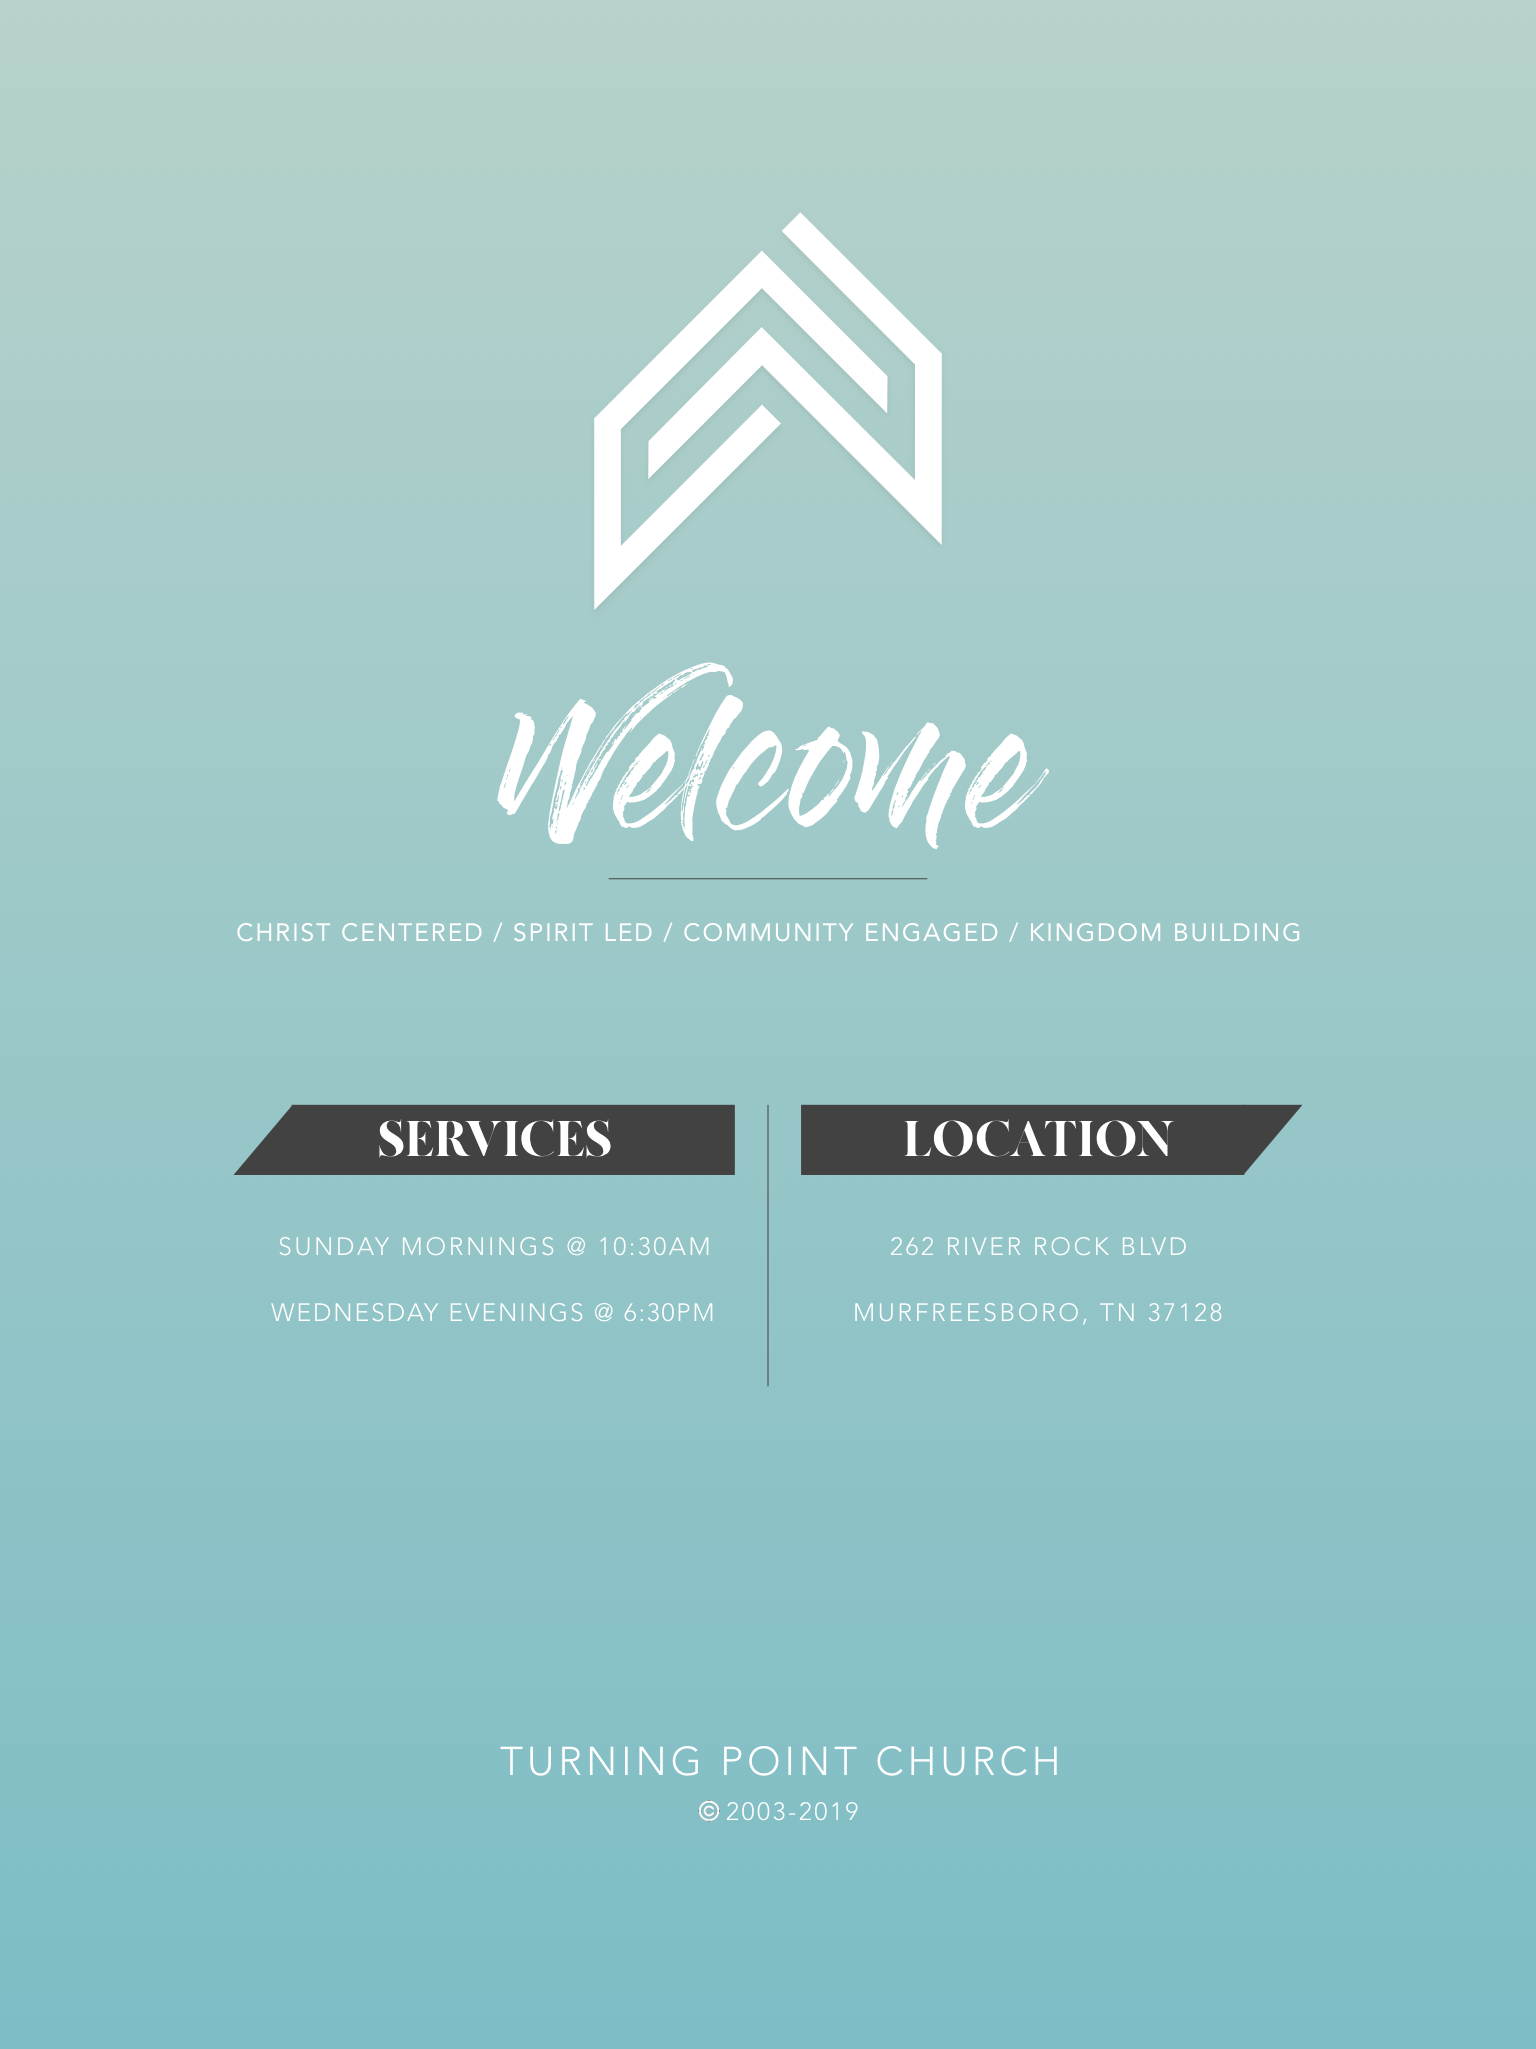 Welcome
CHRIST CENTERED / SPIRIT LED / COMMUNITY ENGAGED / KINGDOM BUILDING
SERVICES
SUNDAY MORNINGS @ 10:30AM
WEDNESDAY EVENINGS @ 6:30PM
LOCATION
262 RIVER ROCK BLVD
MURFREESBORO, TN 37128
TURNING POINT CHURCH
© 2003-2019